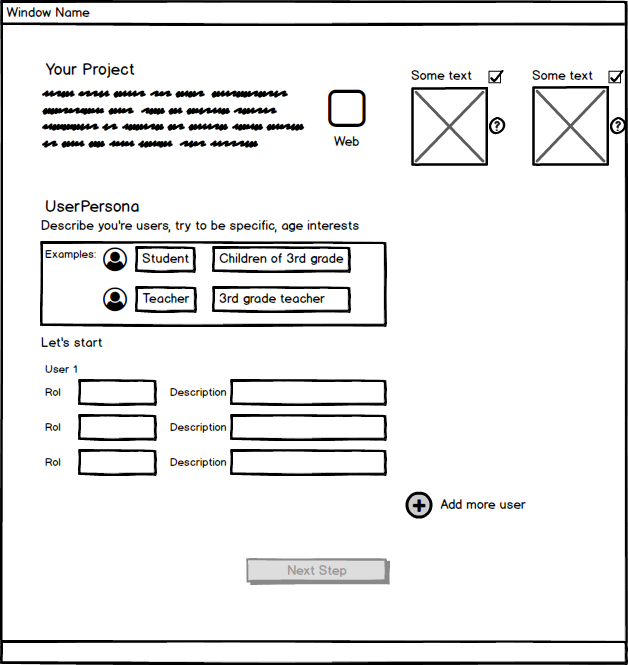 Window Name
Your Project
Some text
Some text
Web
?
?
UserPersona
Describe you're users, try to be specific, age interests
Examples: Student Children of 3rd grade
Teacher 3rd grade teacher
Let's start
User 1
Rol Description
Rol Description
Rol Description
Add more user
Next Step